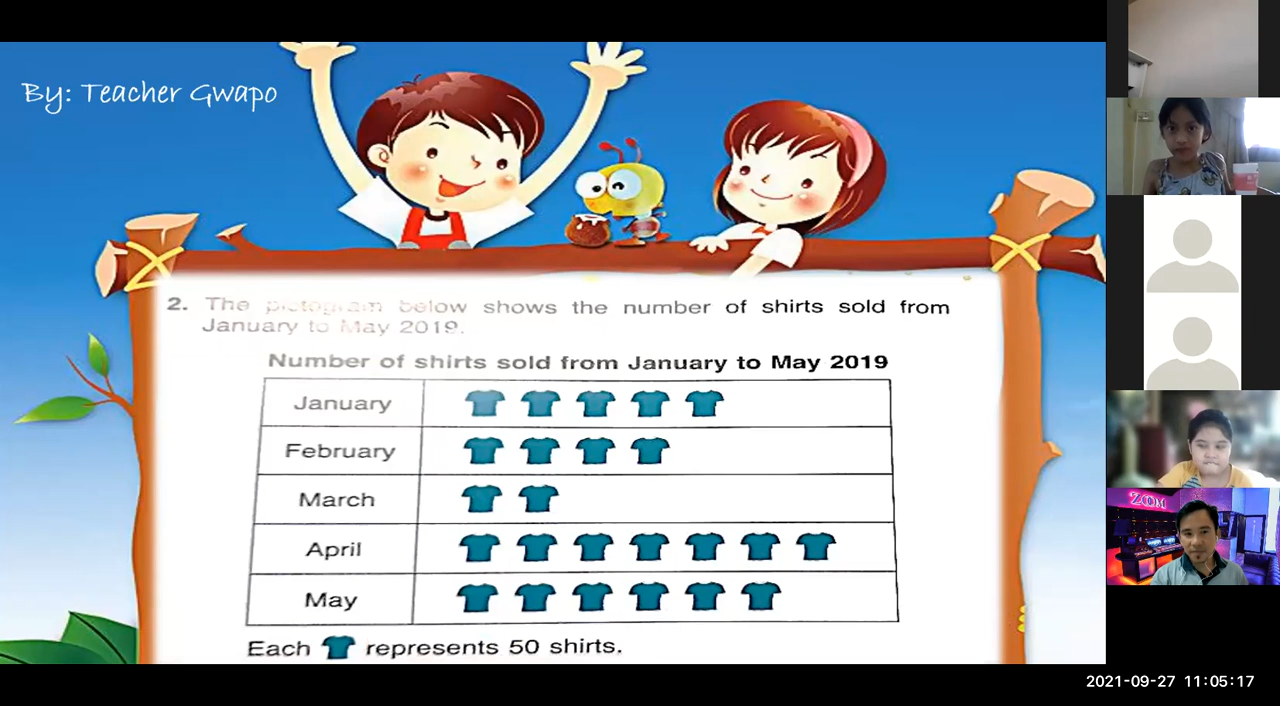 By: Teacher Gwapo
2. The pictogram below shows the number of shirts sold from
January to May 2019.
Number of shirts sold from January to May 2019
January
February
March
April
May
Each represents 50 shirts.
ZOOM
2021-09-27 11:05:17